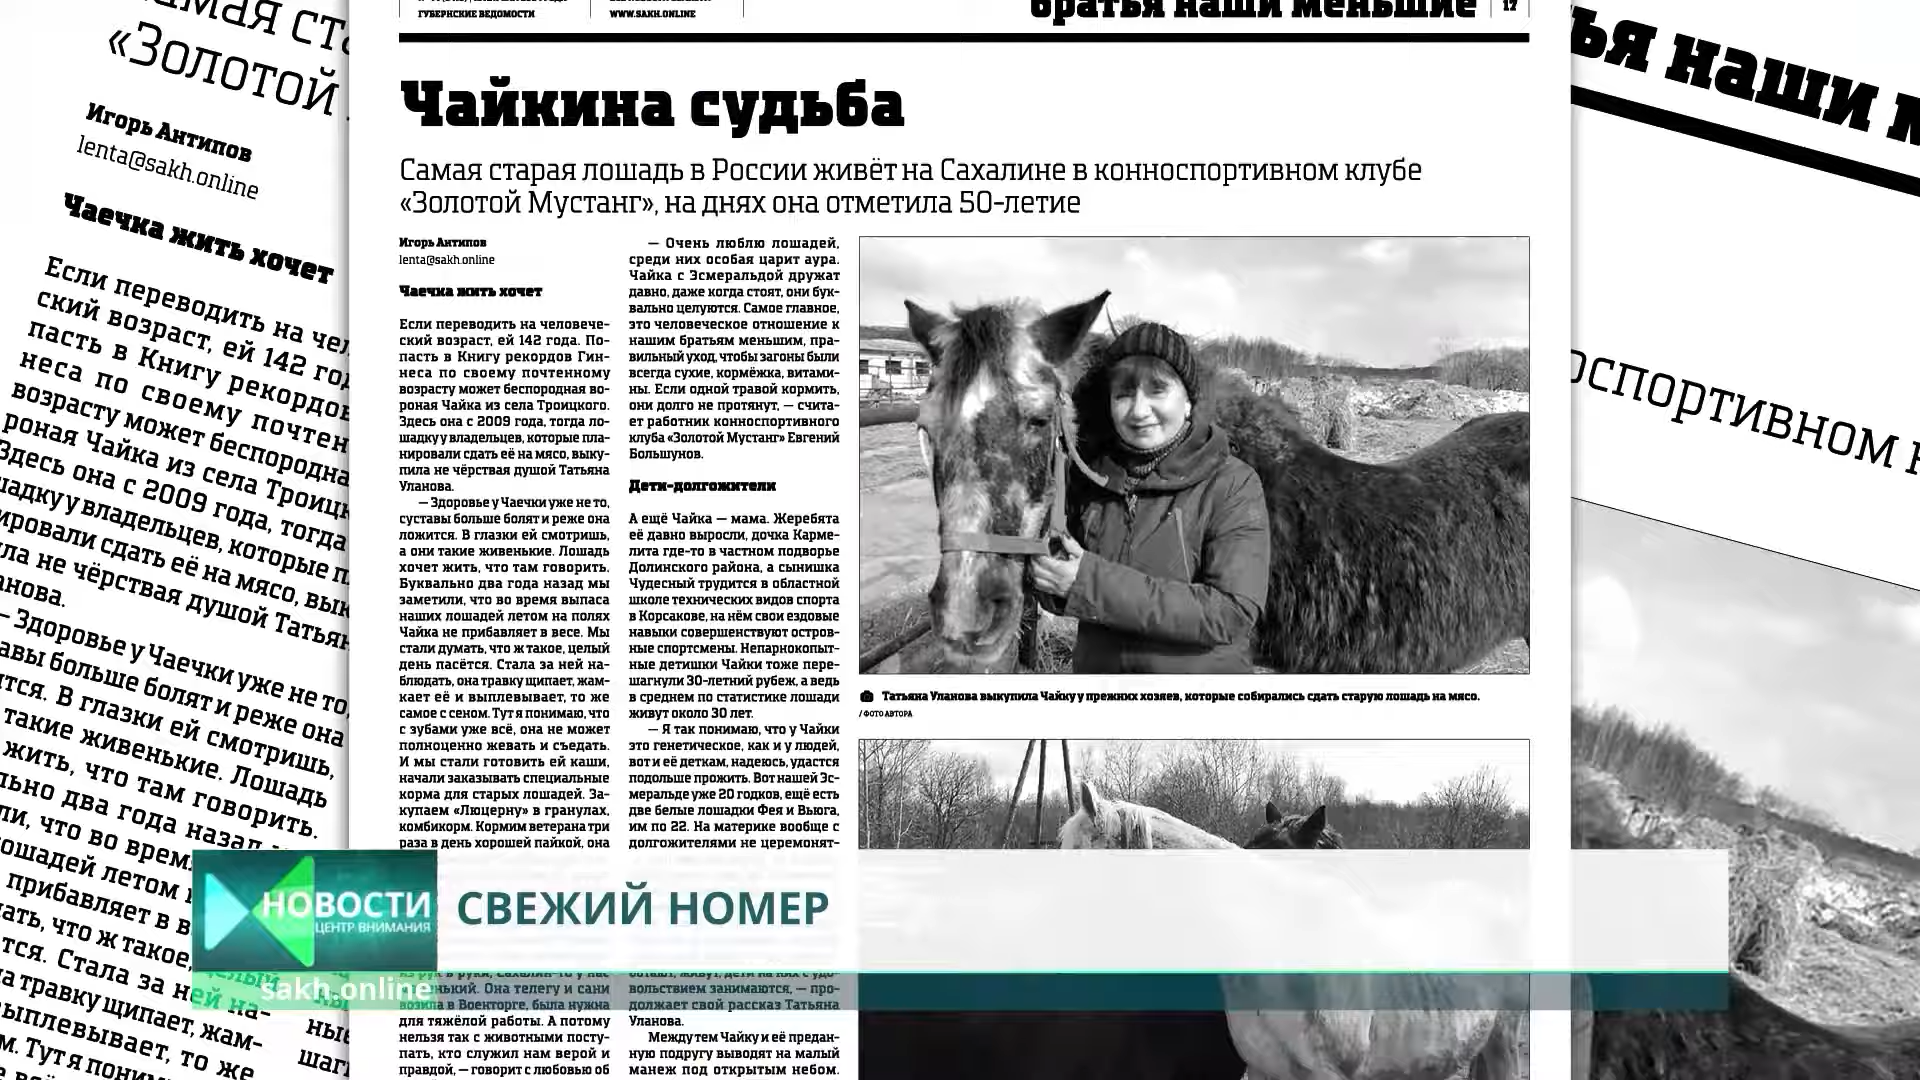 ГУБЕРНСКИЕ ВЕДОМОСТИ
WWW.SAKH.ONLINE
братья наши меньшие
17
Чайкина судьба
Самая старая лошадь в России живёт на Сахалине в конноспортивном клубе
«Золотой Мустанг», на днях она отметила 50-летие
Игорь Антипов
lenta@sakh.online
Чаечка жить хочет
Если переводить на человече-
ский возраст, ей 142 года. По-
пасть в Книгу рекордов Гин-
неса по своему почтенному
возрасту может беспородная во-
роная Чайка из села Троицкого.
Здесь она с 2009 года, тогда ло-
шадку у владельцев, которые пла-
нировали сдать её на мясо, выку-
пила не чёрствая душой Татьяна
Уланова.
— Здоровье у Чаечки уже не то,
суставы больше болят и реже она
ложится. В глазки ей смотришь,
а они такие живенькие. Лошадь
хочет жить, что там говорить.
Буквально два года назад мы
заметили, что во время выпаса
наших лошадей летом на полях
Чайка не прибавляет в весе. Мы
стали думать, что ж такое, целый
день пасётся. Стала за ней на-
блюдать, она травку щипает, жам-
кает её и выплевывает, то же
самое с сеном. Тут я понимаю, что
с зубами уже всё, она не может
полноценно жевать и съедать.
И мы стали готовить ей каши,
начали заказывать специальные
корма для старых лошадей. За-
купаем «Люцерну» в гранулах,
комбикорм. Кормим ветерана три
раза в день хорошей пайкой, она
возила в Военторге, была нужна
для тяжёлой работы. А потому
нельзя так с животными посту-
пать, кто служил нам верой и
правдой, — говорит с любовью об
— Очень люблю лошадей,
среди них особая царит аура.
Чайка с Эсмеральдой дружат
давно, даже когда стоят, они бук-
вально целуются. Самое главное,
это человеческое отношение к
нашим братьям меньшим, пра-
вильный уход, чтобы загоны были
всегда сухие, кормёжка, витами-
ны. Если одной травой кормить,
они долго не протянут, — счита-
ет работник конноспортивного
клуба «Золотой Мустанг» Евгений
Большунов.
Дети-долгожители
А ещё Чайка — мама. Жеребята
её давно выросли, дочка Карме-
лита где-то в частном подворье
Долинского района, а сынишка
Чудесный трудится в областной
школе технических видов спорта
в Корсакове, на нём свои ездовые
навыки совершенствуют остров-
ные спортсмены. Непарнокопыт-
ные детишки Чайки тоже пере-
шагнули 30-летний рубеж, а ведь
в среднем по статистике лошади
живут около 30 лет.
— Я так понимаю, что у Чайки
это генетическое, как и у людей,
вот и её деткам, надеюсь, удастся
подольше прожить. Вот нашей Эс-
меральде уже 20 годков, ещё есть
две белые лошадки Фея и Вьюга,
им по 22. На материке вообще с
долгожителями не церемонят-
вольствием занимаются, — про-
должает свой рассказ Татьяна
Уланова.
Между тем Чайку и её предан-
ную подругу выводят на малый
манеж под открытым небом.
Татьяна Уланова выкупила Чайку у прежних хозяев, которые собирались сдать старую лошадь на мясо.
/ ФОТО АВТОРА
«Золотой
Игорь Антипов
lenta@sakh.online
Чаечка жить хочет
ья наши м
оспортивном к
НОВОСТИ
ЦЕНТР ВНИМАНИЯ
СВЕЖИЙ НОМЕР
sakh.online